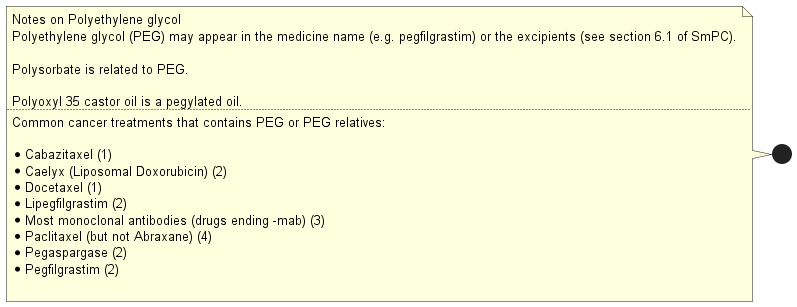 Notes on Polyethylene glycol
Polyethylene glycol (PEG) may appear in the medicine name (e.g. pegfilgrastim) or the excipients (see section 6.1 of SmPC).
Polysorbate is related to PEG.
Polyoxyl 35 castor oil is a pegylated oil.
Common cancer treatments that contains PEG or PEG relatives:
• Cabazitaxel (1)
• Caelyx (Liposomal Doxorubicin) (2)
• Docetaxel (1)
• Lipegfilgrastim (2)
• Most monoclonal antibodies (drugs ending -mab) (3)
• Paclitaxel (but not Abraxane) (4)
• Pegaspargase (2)
• Pegfilgrastim (2)